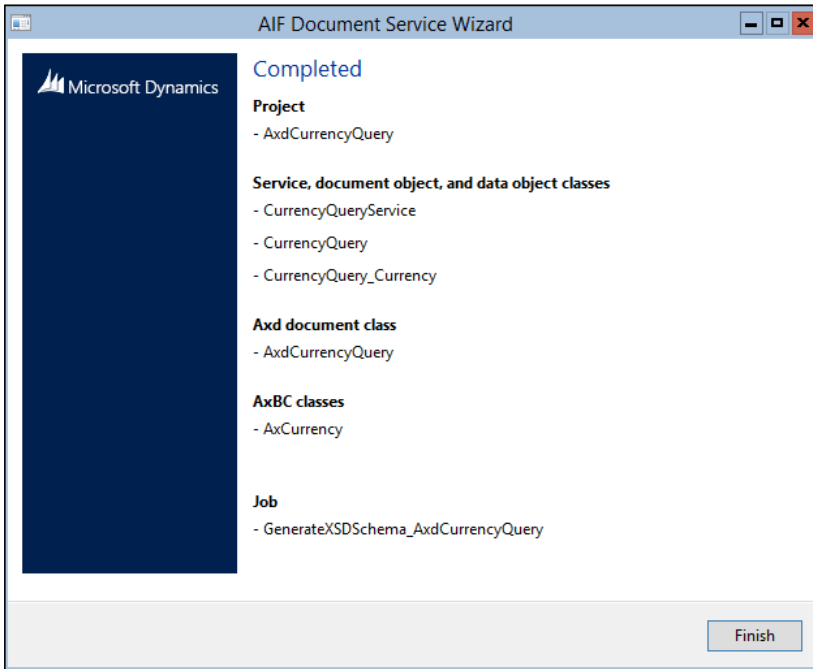 AIF Document Service Wizard
Microsoft Dynamics
Completed
Project
- AxdCurrencyQuery
Service, document object, and data object classes
- CurrencyQueryService
- CurrencyQuery
- CurrencyQuery_Currency
Axd document class
- AxdCurrencyQuery
AxBC classes
- AxCurrency
Job
- GenerateXSDSchema_AxdCurrencyQuery
Finish